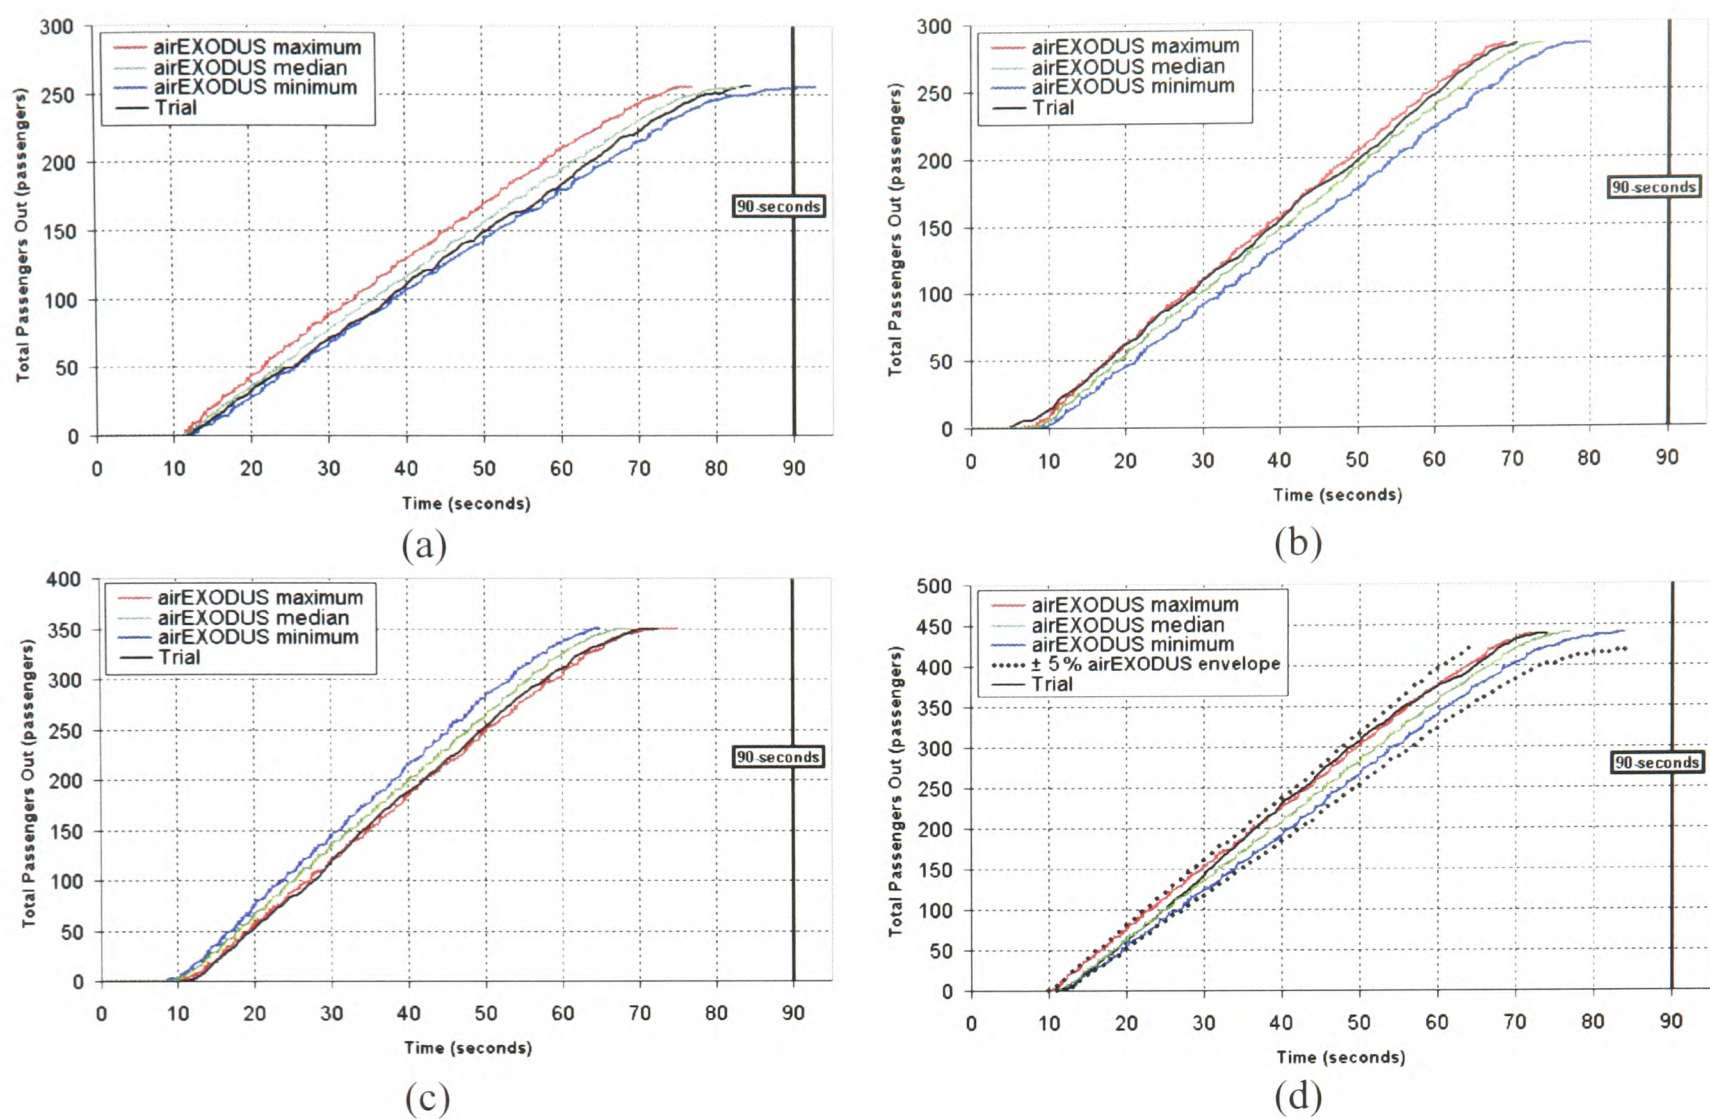 300
250
200
150
100
50
0
Total Passengers Out (passengers)
airEXODUS maximum
airEXODUS median
airEXODUS minimum
Trial
90-seconds
0 10 20 30 40 50 60 70 80 90
Time (seconds)
(a)
300
250
200
150
100
50
0
Total Passengers Out (passengers)
airEXODUS maximum
airEXODUS median
airEXODUS minimum
Trial
90-seconds
0 10 20 30 40 50 60 70 80 90
Time (seconds)
(b)
400
350
300
250
200
150
100
50
0
Total Passengers Out (passengers)
airEXODUS maximum
airEXODUS median
airEXODUS minimum
Trial
90-seconds
0 10 20 30 40 50 60 70 80 90
Time (seconds)
(c)
500
450
400
350
300
250
200
150
100
50
0
Total Passengers Out (passengers)
airEXODUS maximum
airEXODUS median
airEXODUS minimum
± 5% airEXODUS envelope
Trial
90-seconds
0 10 20 30 40 50 60 70 80 90
Time (seconds)
(d)